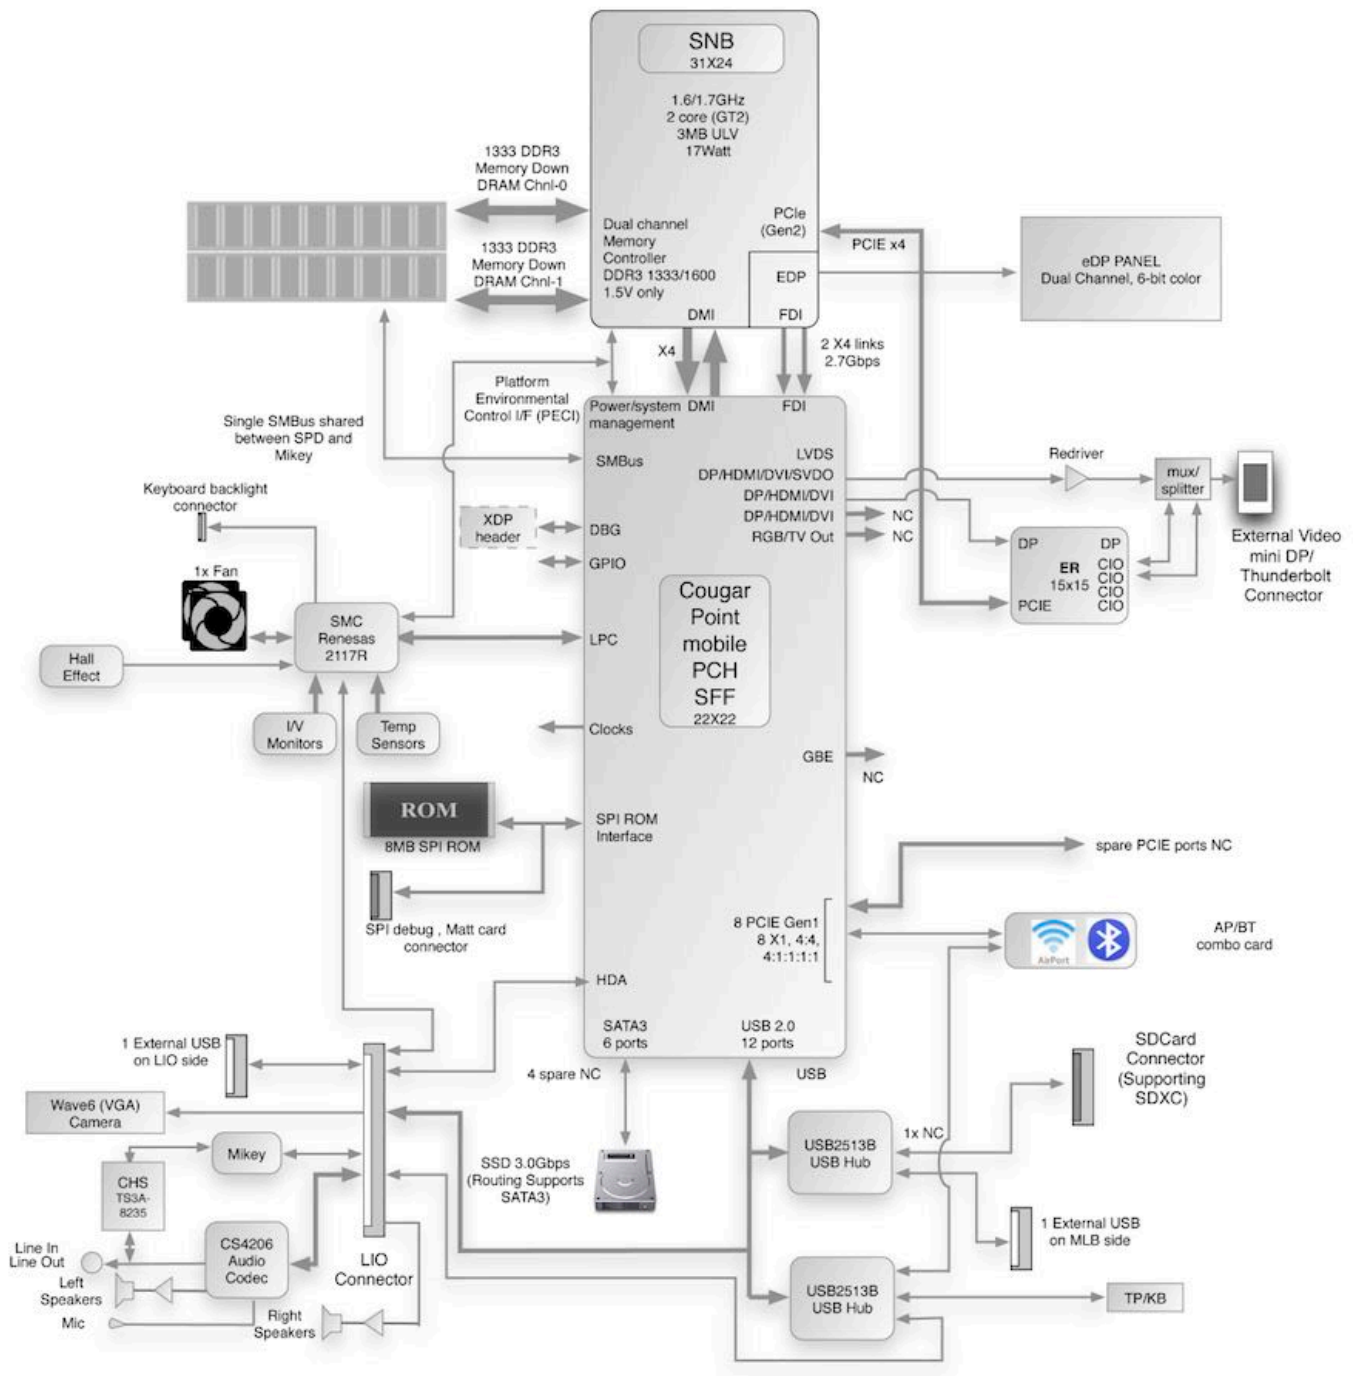 SNB
31X24
1.6/1.7GHz
2 core (GT2)
3MB ULV
17Watt
1333 DDR3
Memory Down
DRAM Chnl-0
1333 DDR3
Memory Down
DRAM Chnl-1
Dual channel
Memory
Controller
DDR3 1333/1600
1.5V only
PCIe
(Gen2)
EDP
DMI
FDI
PCIE x4
eDP PANEL
Dual Channel, 6-bit color
X4
2 X4 links
2.7Gbps
Platform
Environmental
Control I/F (PECI)
Single SMBus shared
between SPD and
Mikey
Power/system
management
DMI
FDI
SMBus
LVDS
DP/HDMI/DVI/SVDO
DP/HDMI/DVI
DP/HDMI/DVI
RGB/TV Out
NC
NC
Redriver
mux/
splitter
External Video
mini DP/
Thunderbolt
Connector
DP
DP
ER
15x15
CIO
CIO
CIO
CIO
PCIE
Keyboard backlight
connector
XDP
header
DBG
GPIO
1x Fan
SMC
Renesas
2117R
LPC
Hall
Effect
I/V
Monitors
Temp
Sensors
Cougar
Point
mobile
PCH
SFF
22X22
Clocks
GBE
NC
ROM
8MB SPI ROM
SPI ROM
Interface
SPI debug , Matt card
connector
spare PCIE ports NC
8 PCIE Gen1
8 X1, 4:4,
4:1:1:1:1
AirPort
AP/BT
combo card
HDA
SATA3
6 ports
USB 2.0
12 ports
1 External USB
on LIO side
4 spare NC
USB
SDCard
Connector
(Supporting
SDXC)
Wave6 (VGA)
Camera
Mikey
CHS
TS3A-
8235
SSD 3.0Gbps
(Routing Supports
SATA3)
USB2513B
USB Hub
1x NC
1 External USB
on MLB side
Line In
Line Out
CS4206
Audio
Codec
LIO
Connector
Left
Speakers
Mic
Right
Speakers
USB2513B
USB Hub
TP/KB